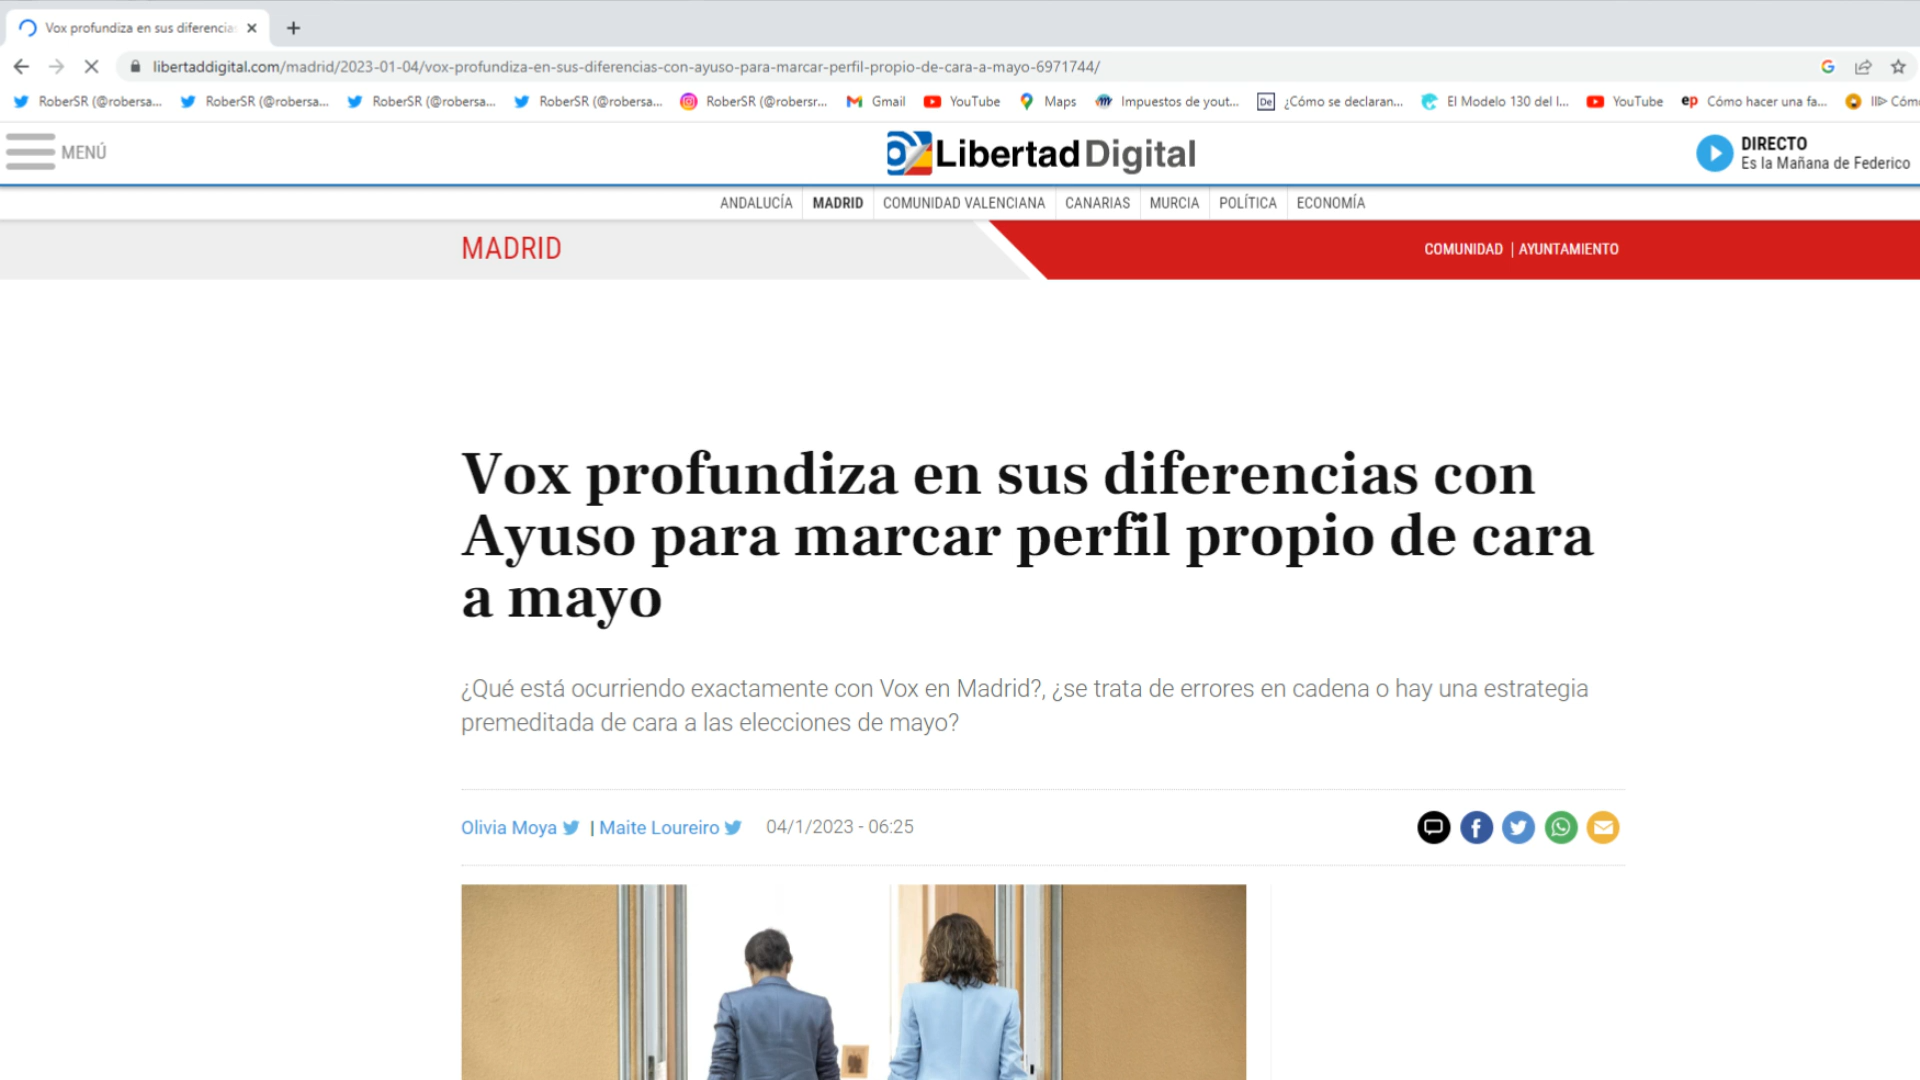 Vox profundiza en sus diferencia
libertaddigital.com/madrid/2023-01-04/vox-profundiza-en-sus-diferencias-con-ayuso-para-marcar-perfil-propio-de-cara-a-mayo-6971744/
RoberSR (@robersa... RoberSR (@robersa... RoberSR (@robersa... RoberSR (@robersa... RoberSR (@robersr... Gmail YouTube Maps Impuestos de yout... De ¿Cómo se declaran... El Modelo 130 del I... YouTube ep Cómo hacer una fa... Cómo
MENÚ
Libertad Digital
DIRECTO
Es la Mañana de Federico
ANDALUCÍA MADRID COMUNIDAD VALENCIANA CANARIAS MURCIA POLÍTICA ECONOMÍA
MADRID
COMUNIDAD | AYUNTAMIENTO
Vox profundiza en sus diferencias con
Ayuso para marcar perfil propio de cara
a mayo
¿Qué está ocurriendo exactamente con Vox en Madrid?, ¿se trata de errores en cadena o hay una estrategia
premeditada de cara a las elecciones de mayo?
Olivia Moya | Maite Loureiro 04/1/2023 - 06:25